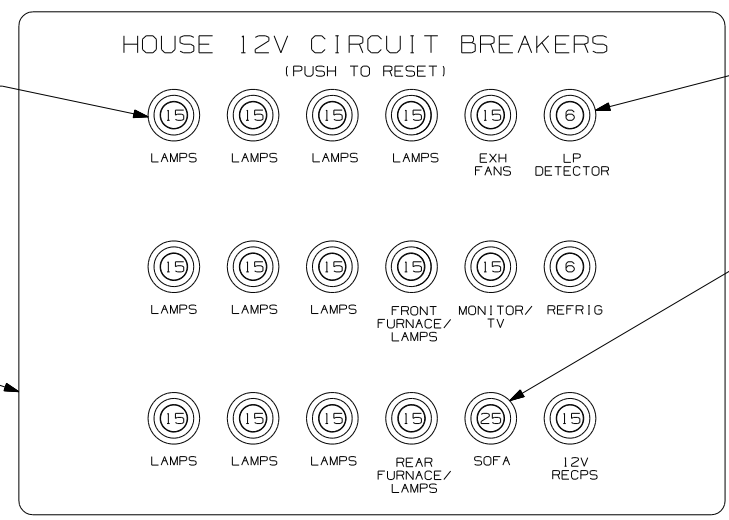 HOUSE 12V CIRCUIT BREAKERS
(PUSH TO RESET)
15 15 15 15 15 6
LAMPS LAMPS LAMPS LAMPS EXH FANS LP DETECTOR
15 15 15 15 15 6
LAMPS LAMPS LAMPS FRONT FURNACE/ LAMPS MONITOR/ TV REFRIG
15 15 15 15 25 15
LAMPS LAMPS LAMPS REAR FURNACE/ LAMPS SOFA 12V RECPS